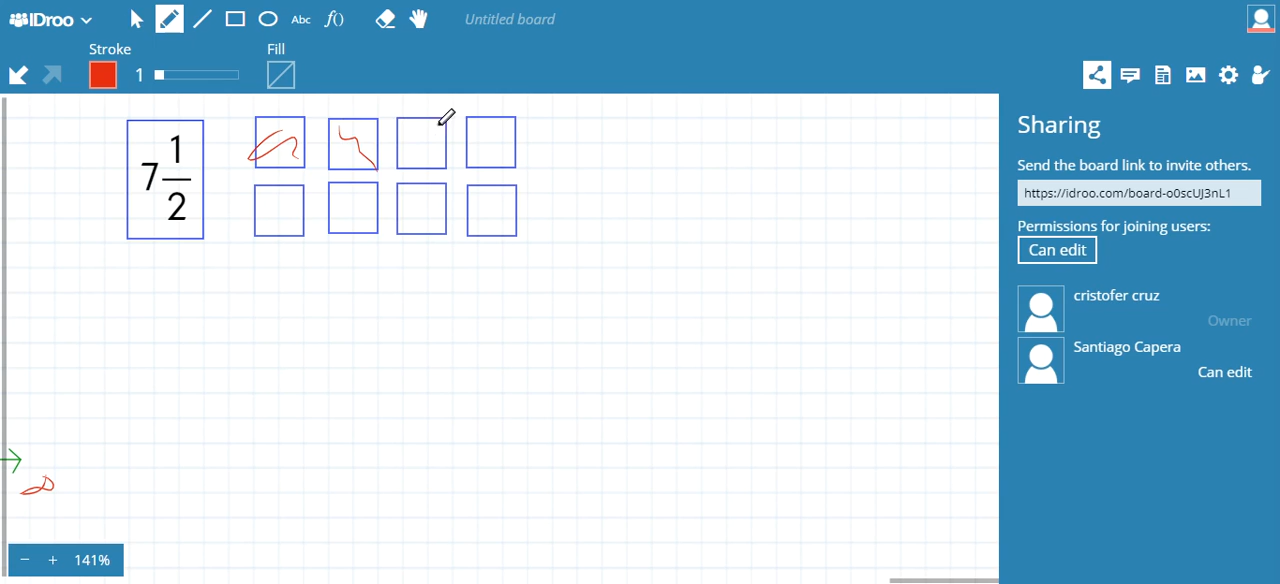 IDroo
Abc
f()
Untitled board
Stroke
Fill
1
7 1/2
Sharing
Send the board link to invite others.
https://idroo.com/board-o0scUJ3nL1
Permissions for joining users:
Can edit
cristofer cruz
Owner
Santiago Capera
Can edit
− + 141%